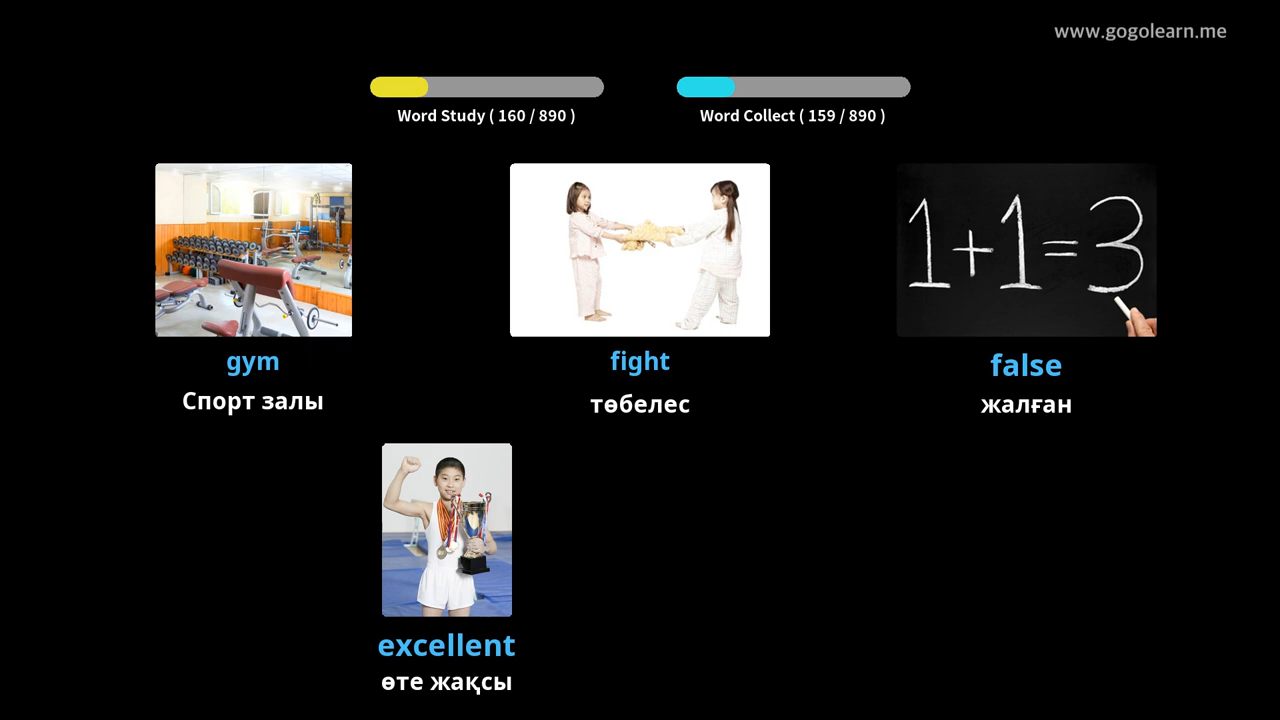 www.gogolearn.me
Word Study ( 160 / 890 )
Word Collect ( 159 / 890 )
1+1=3
gym
fight
false
Спорт залы
төбелес
жалған
excellent
өте жақсы